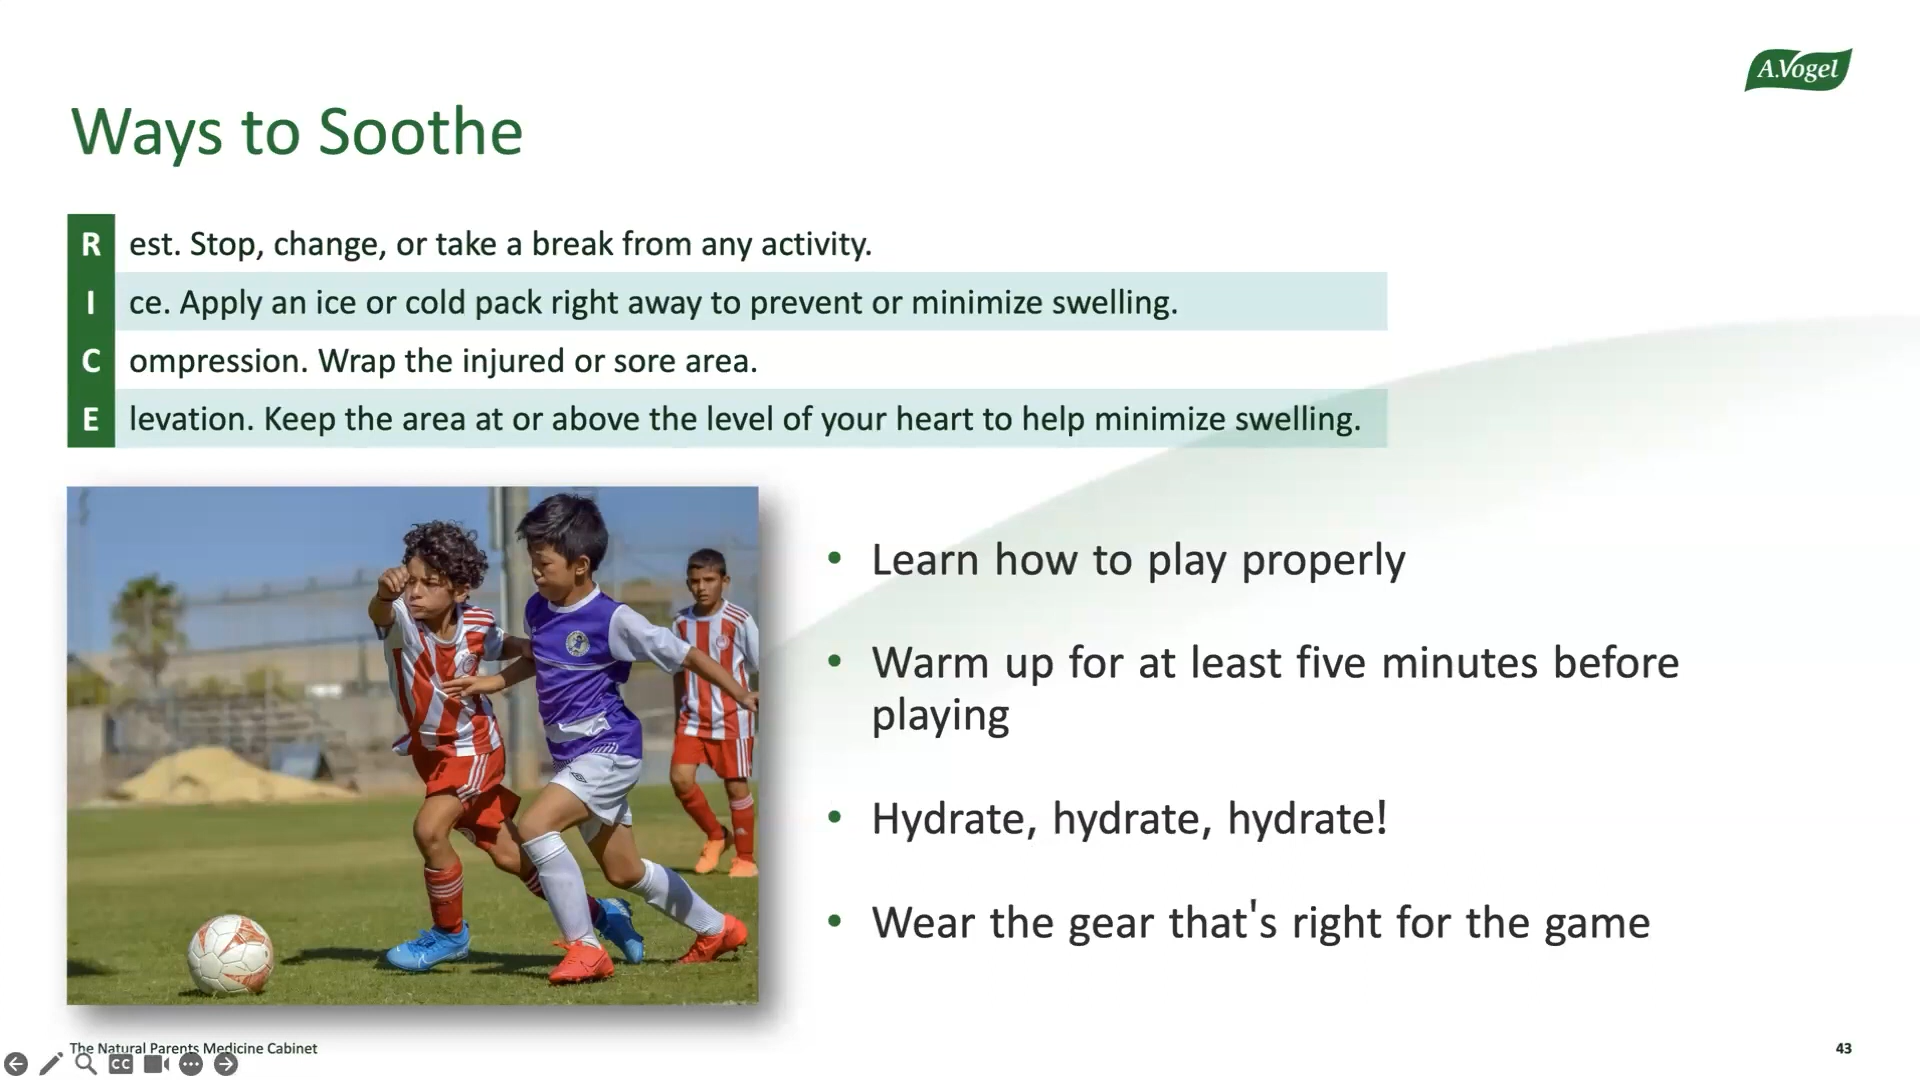 A.Vogel
Ways to Soothe
R est. Stop, change, or take a break from any activity.
I ce. Apply an ice or cold pack right away to prevent or minimize swelling.
C ompression. Wrap the injured or sore area.
E levation. Keep the area at or above the level of your heart to help minimize swelling.
• Learn how to play properly
• Warm up for at least five minutes before
playing
• Hydrate, hydrate, hydrate!
• Wear the gear that's right for the game
The Natural Parents Medicine Cabinet
43
CC